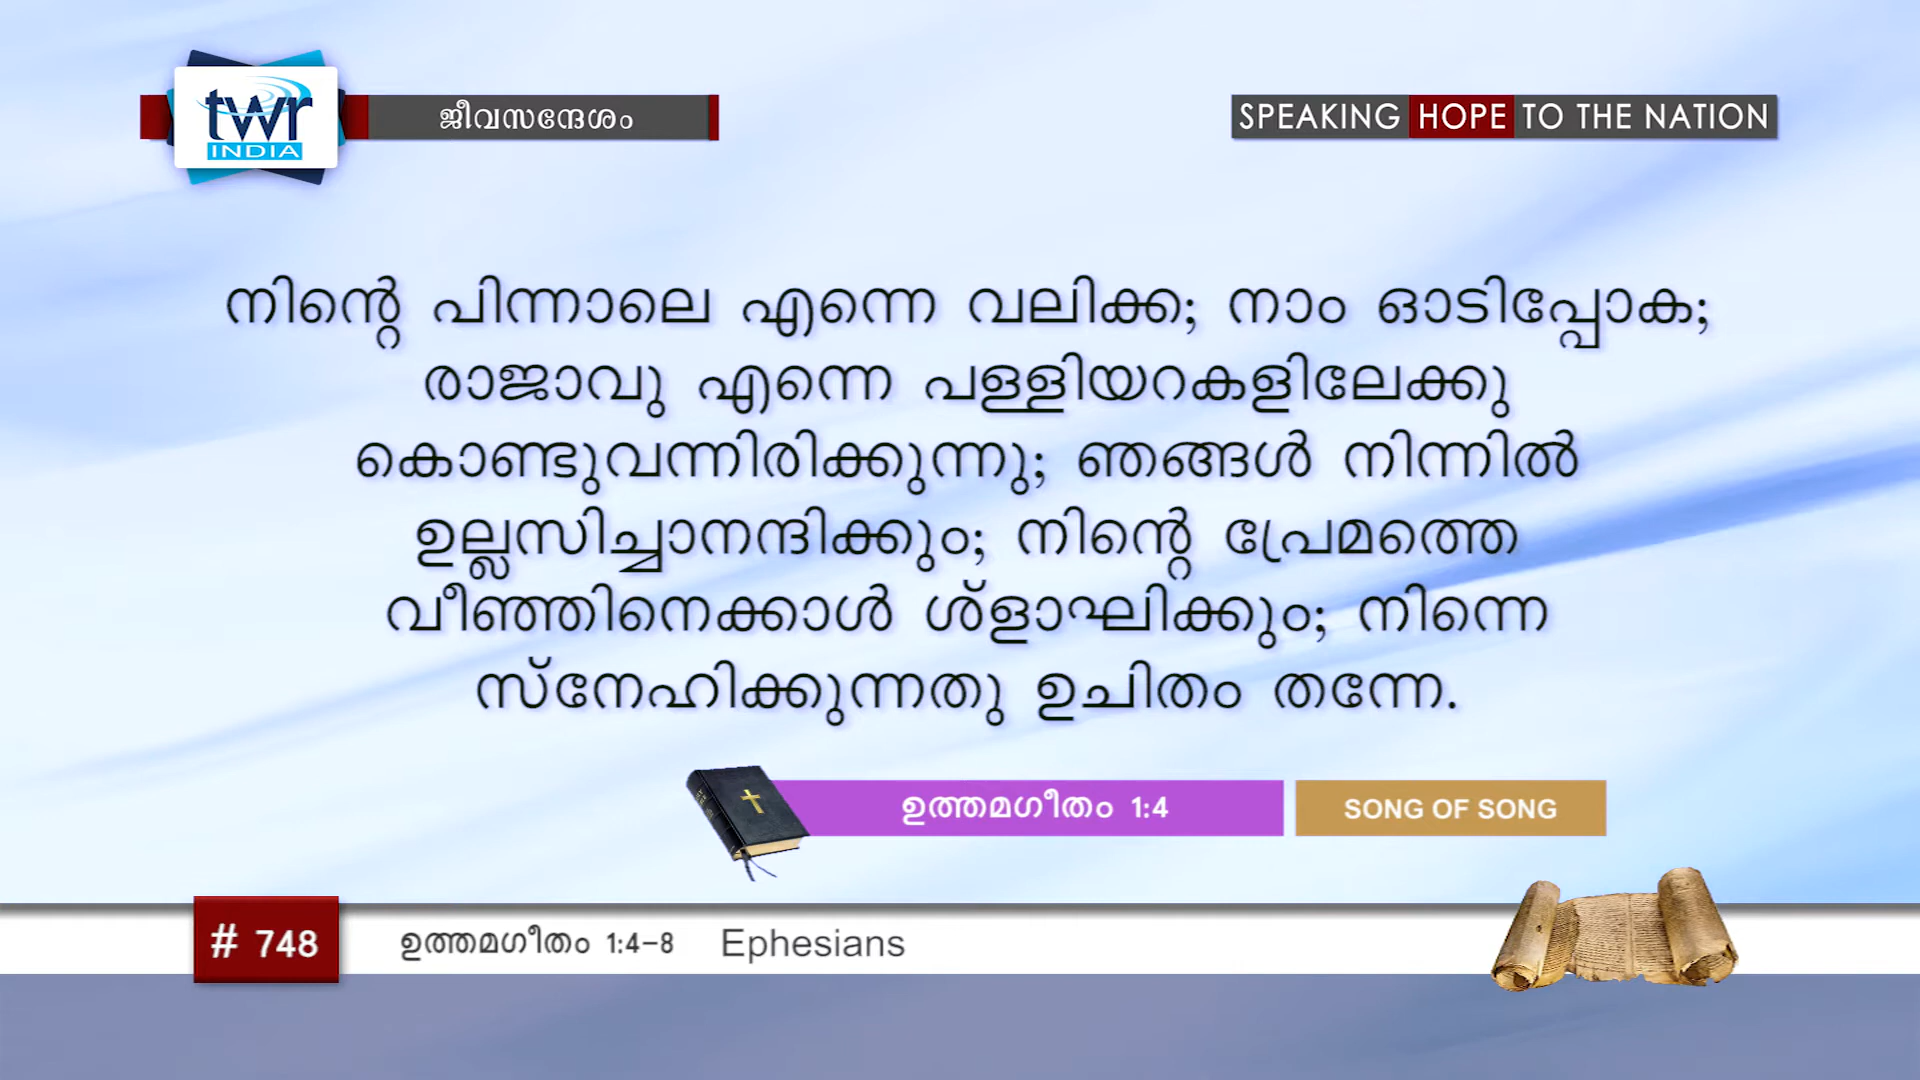 twr
INDIA
ജീവസന്ദേശം
SPEAKING HOPE TO THE NATION
നിന്റെ പിന്നാലെ എന്നെ വലിക്ക; നാം ഓടിപ്പോക;
രാജാവു എന്നെ പള്ളിയറകളിലേക്കു
കൊണ്ടുവന്നിരിക്കുന്നു; ഞങ്ങൾ നിന്നിൽ
ഉല്ലസിച്ചാനന്ദിക്കും; നിന്റെ പ്രേമത്തെ
വീഞ്ഞിനെക്കാൾ ശ്ളാഘിക്കും; നിന്നെ
സ്നേഹിക്കുന്നതു ഉചിതം തന്നേ.
ഉത്തമഗീതം 1:4
SONG OF SONG
# 748
ഉത്തമഗീതം 1:4-8 Ephesians